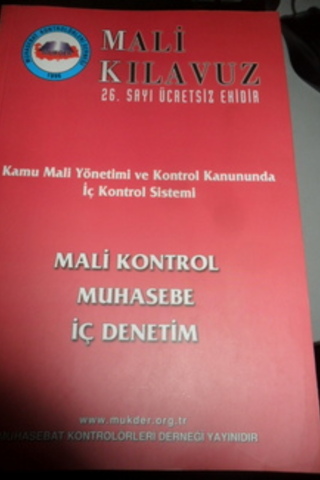 MALİ
KILAVUZ
26. SAYI ÜCRETSİZ EKİDİR
Kamu Mali Yönetimi ve Kontrol Kanununda
İç Kontrol Sistemi
MALİ KONTROL
MUHASEBE
İÇ DENETİM
www.mukder.org.tr
MUHASEBAT KONTROLÖRLERİ DERNEĞİ YAYINIDIR